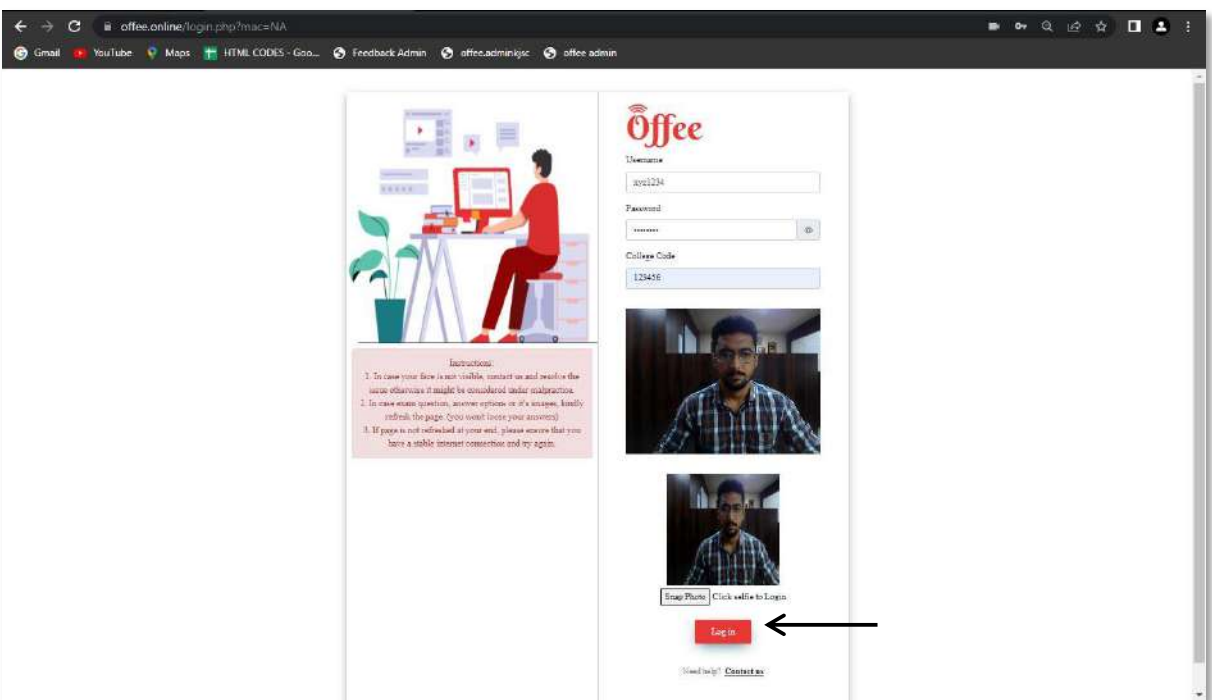 offee.online/login.php?mac=NA
Gmail YouTube Maps HTML CODES - Goo... Feedback Admin offee.adminkjsc offee admin
Offee
Username
xyz1234
Password
••••••••
College Code
123456
Instructions:
1. In case your face is not visible, contact us and resolve the
issue otherwise it might be considered under malpractice.
2. In case exam question, answer options or it's images, kindly
refresh the page. (you won't loose your answers)
3. If page is not refreshed at your end, please ensure that you
have a stable internet connection and try again.
Snap Photo Click selfie to Login
Log in
Need help? Contact us